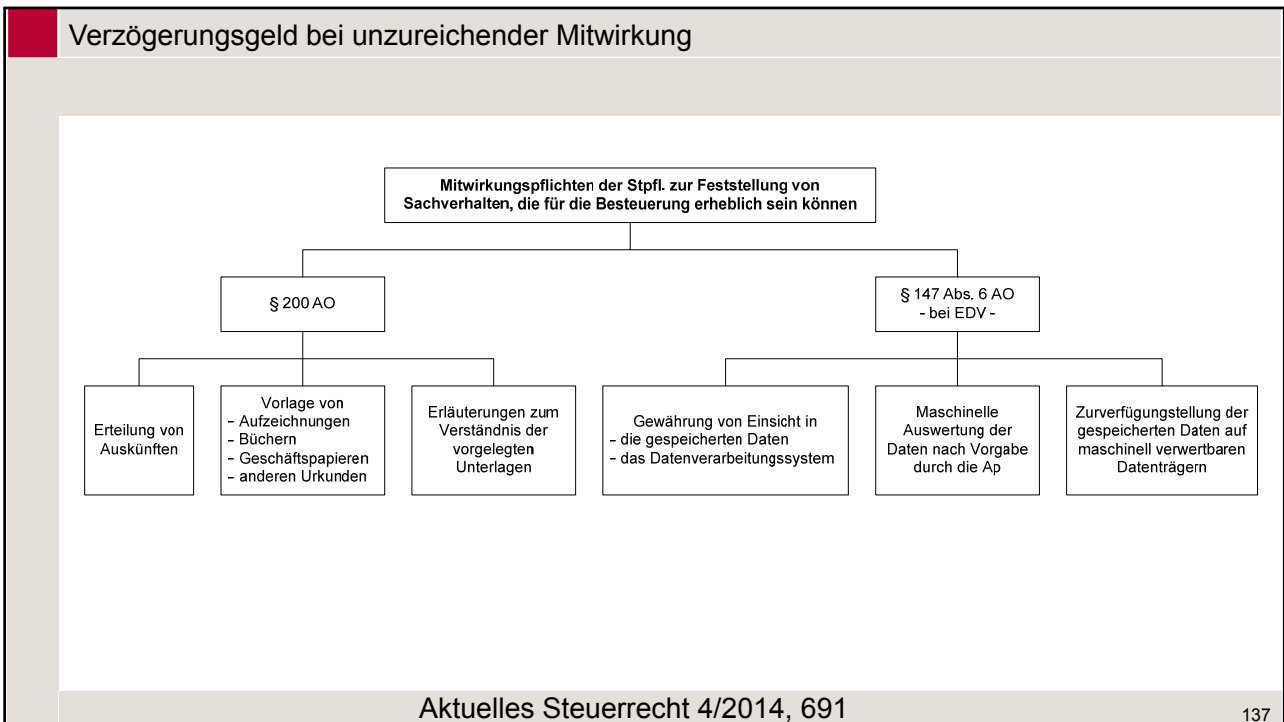 Verzögerungsgeld bei unzureichender Mitwirkung
Mitwirkungspflichten der Stpfl. zur Feststellung von
Sachverhalten, die für die Besteuerung erheblich sein können
§ 200 AO
§ 147 Abs. 6 AO
- bei EDV -
Erteilung von
Auskünften
Vorlage von
- Aufzeichnungen
- Büchern
- Geschäftspapieren
- anderen Urkunden
Erläuterungen zum
Verständnis der
vorgelegten
Unterlagen
Gewährung von Einsicht in
- die gespeicherten Daten
- das Datenverarbeitungssystem
Maschinelle
Auswertung der
Daten nach Vorgabe
durch die Ap
Zurverfügungstellung der
gespeicherten Daten auf
maschinell verwertbaren
Datenträgern
Aktuelles Steuerrecht 4/2014, 691
137